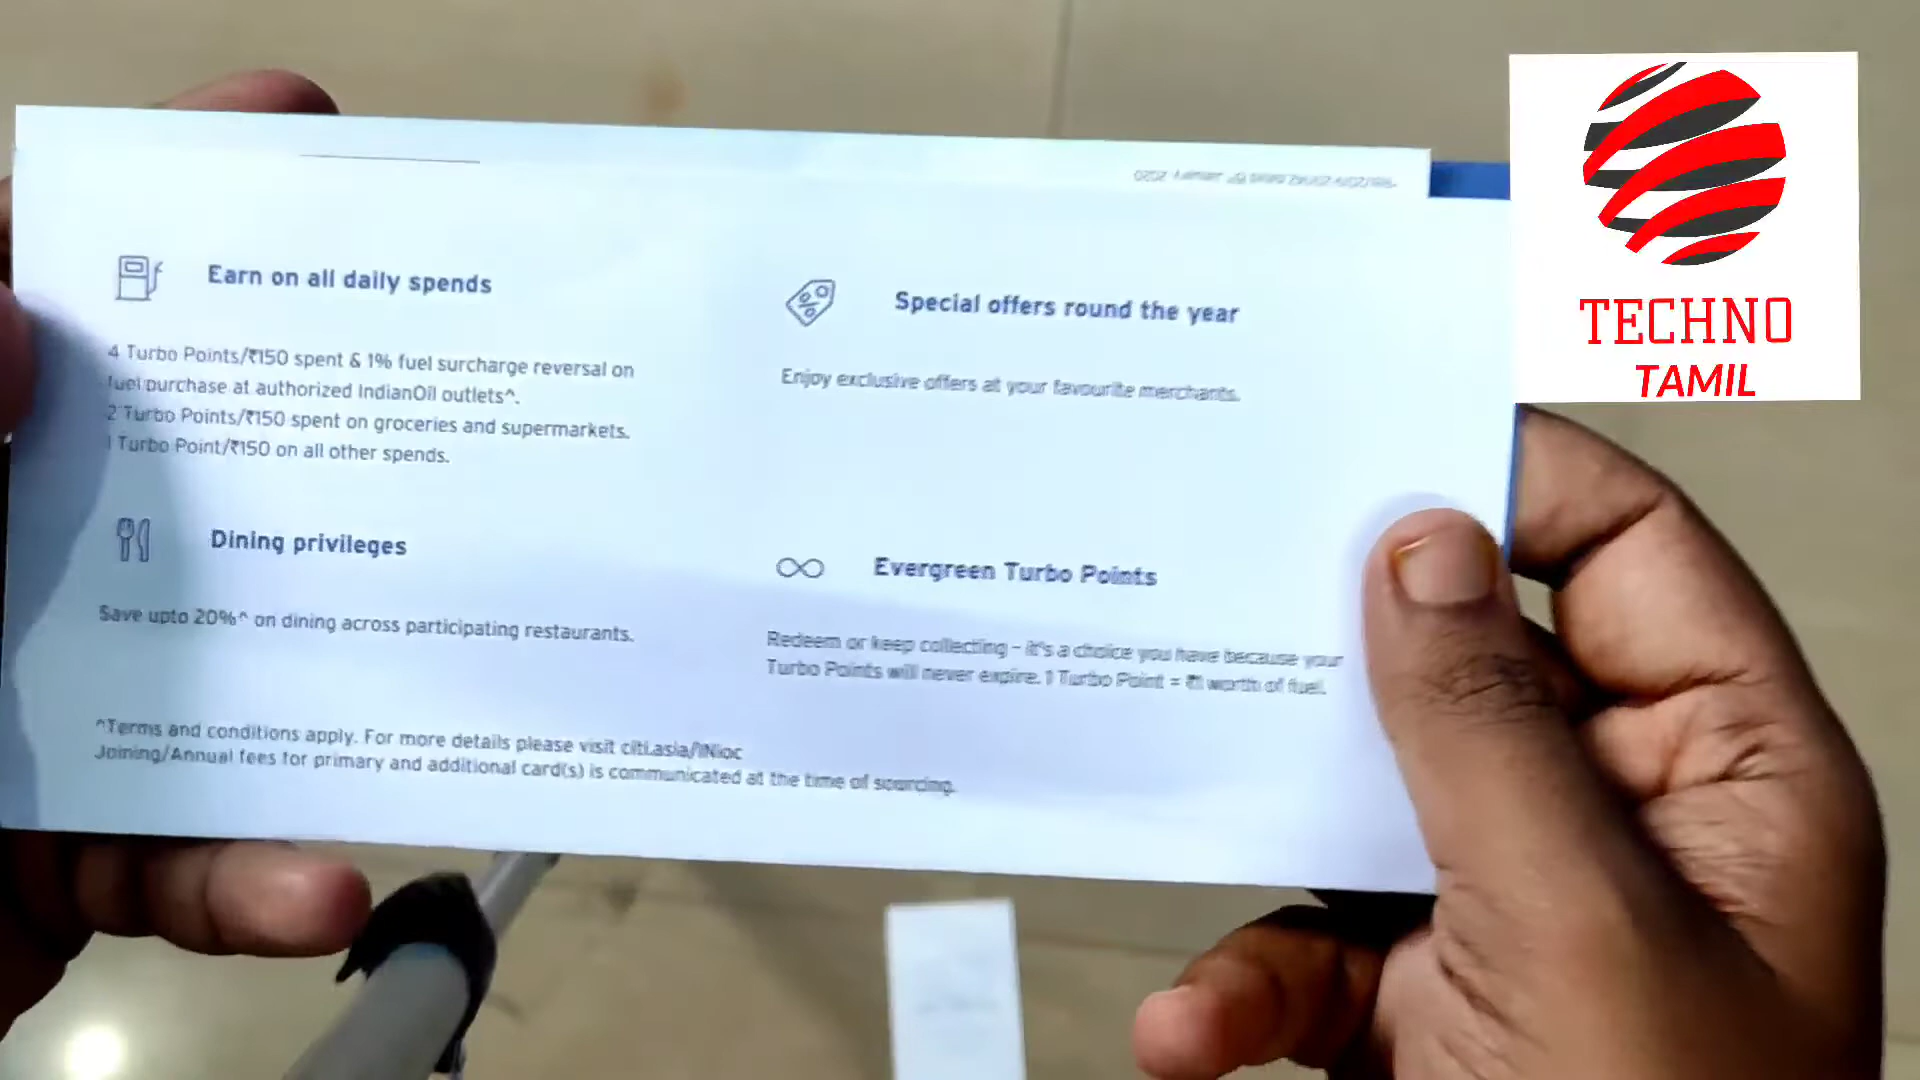 Earn on all daily spends
4 Turbo Points/₹150 spent & 1% fuel surcharge reversal on
fuel purchase at authorized IndianOil outlets^.
2 Turbo Points/₹150 spent on groceries and supermarkets.
1 Turbo Point/₹150 on all other spends.
Special offers round the year
Enjoy exclusive offers at your favourite merchants.
Dining privileges
Save upto 20%^ on dining across participating restaurants.
Evergreen Turbo Points
Redeem or keep collecting - it's a choice you have because your
Turbo Points will never expire. 1 Turbo Point = ₹1 worth of fuel.
^Terms and conditions apply. For more details please visit citi.asia/INioc
Joining/Annual fees for primary and additional card(s) is communicated at the time of sourcing.
TECHNO
TAMIL